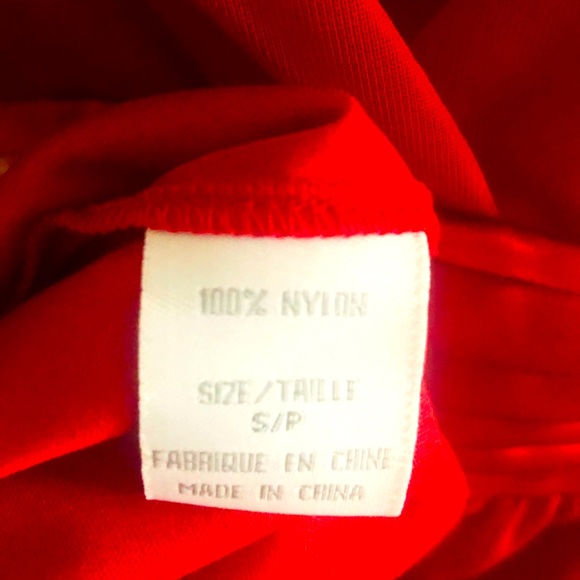 100% NYLON
SIZE/TAILLE
S/P
FABRIQUE EN CHINE
MADE IN CHINA